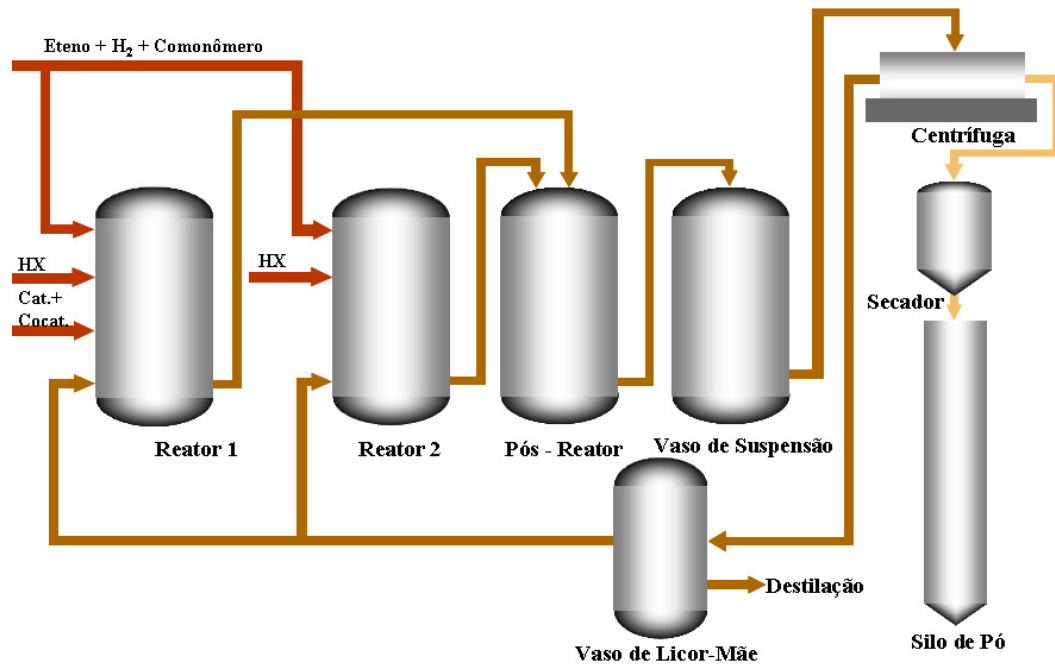 Eteno + H₂ + Comonômero
Centrífuga
HX
HX
Cat.+
Cocat.
Secador
Reator 1
Reator 2
Pós - Reator
Vaso de Suspensão
Destilação
Vaso de Licor-Mãe
Silo de Pó